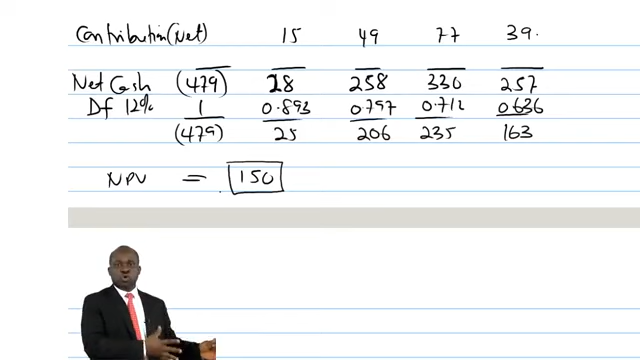 Contribution (Net) 15 49 77 39.
Net Cash (479) 28 258 330 257
Df 12% 1 0.893 0.797 0.712 0.636
(479) 25 206 235 163
NPV = 150